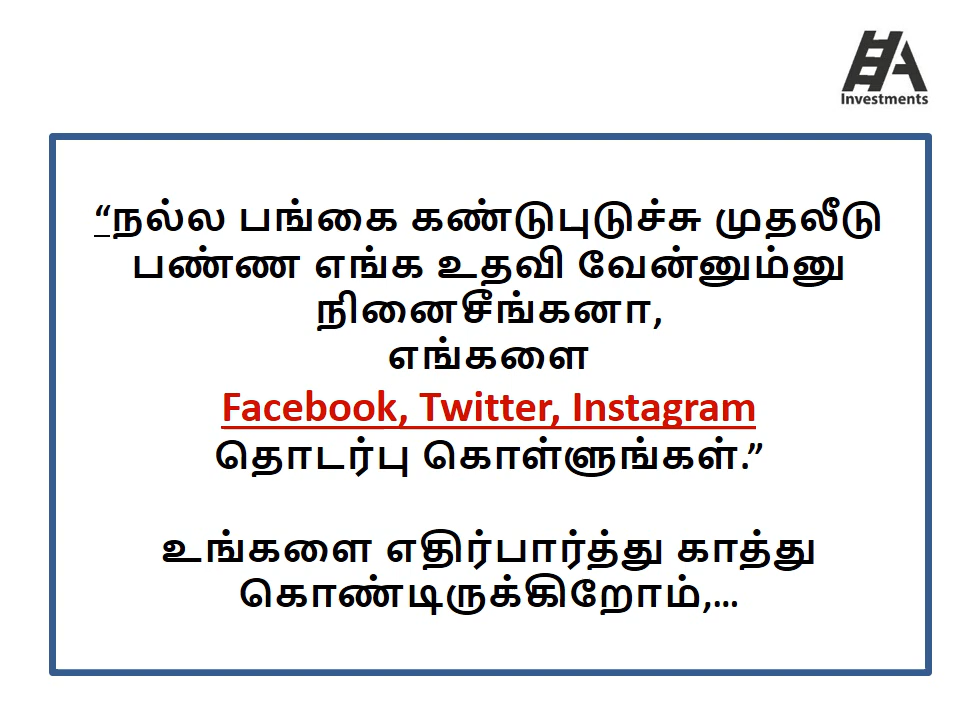 HA
Investments
“நல்ல பங்கை கண்டுபுடுச்சு முதலீடு
பண்ண எங்க உதவி வேன்னும்னு
நினைசீங்கனா,
எங்களை
Facebook, Twitter, Instagram
தொடர்பு கொள்ளுங்கள்.”
உங்களை எதிர்பார்த்து காத்து
கொண்டிருக்கிறோம்,...